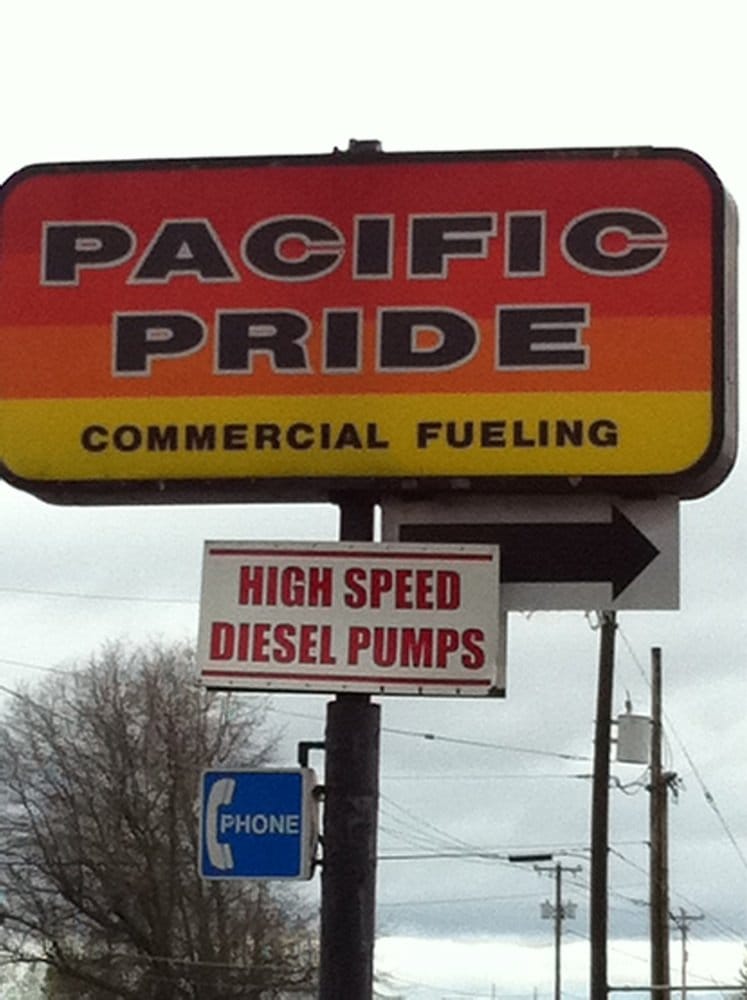 PACIFIC
PRIDE
COMMERCIAL FUELING
HIGH SPEED
DIESEL PUMPS
PHONE